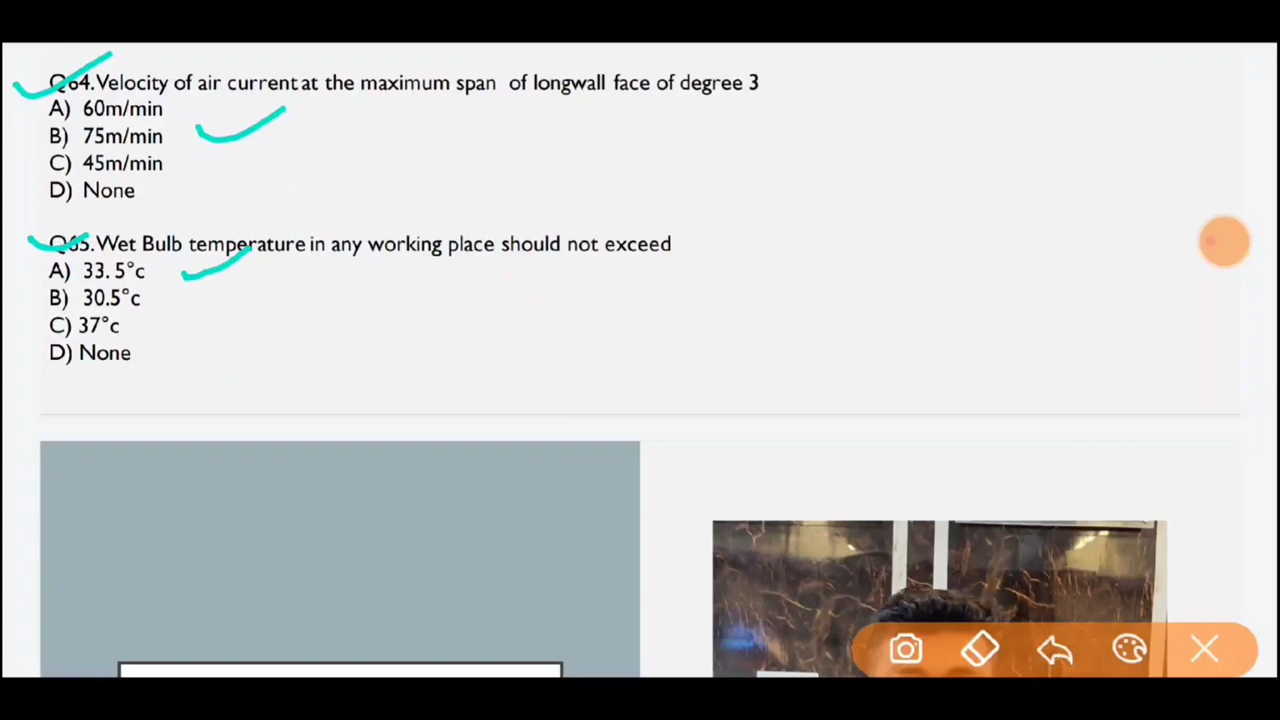 Q64.Velocity of air current at the maximum span of longwall face of degree 3
A) 60m/min
B) 75m/min
C) 45m/min
D) None
Q65.Wet Bulb temperature in any working place should not exceed
A) 33. 5°c
B) 30.5°c
C) 37°c
D) None